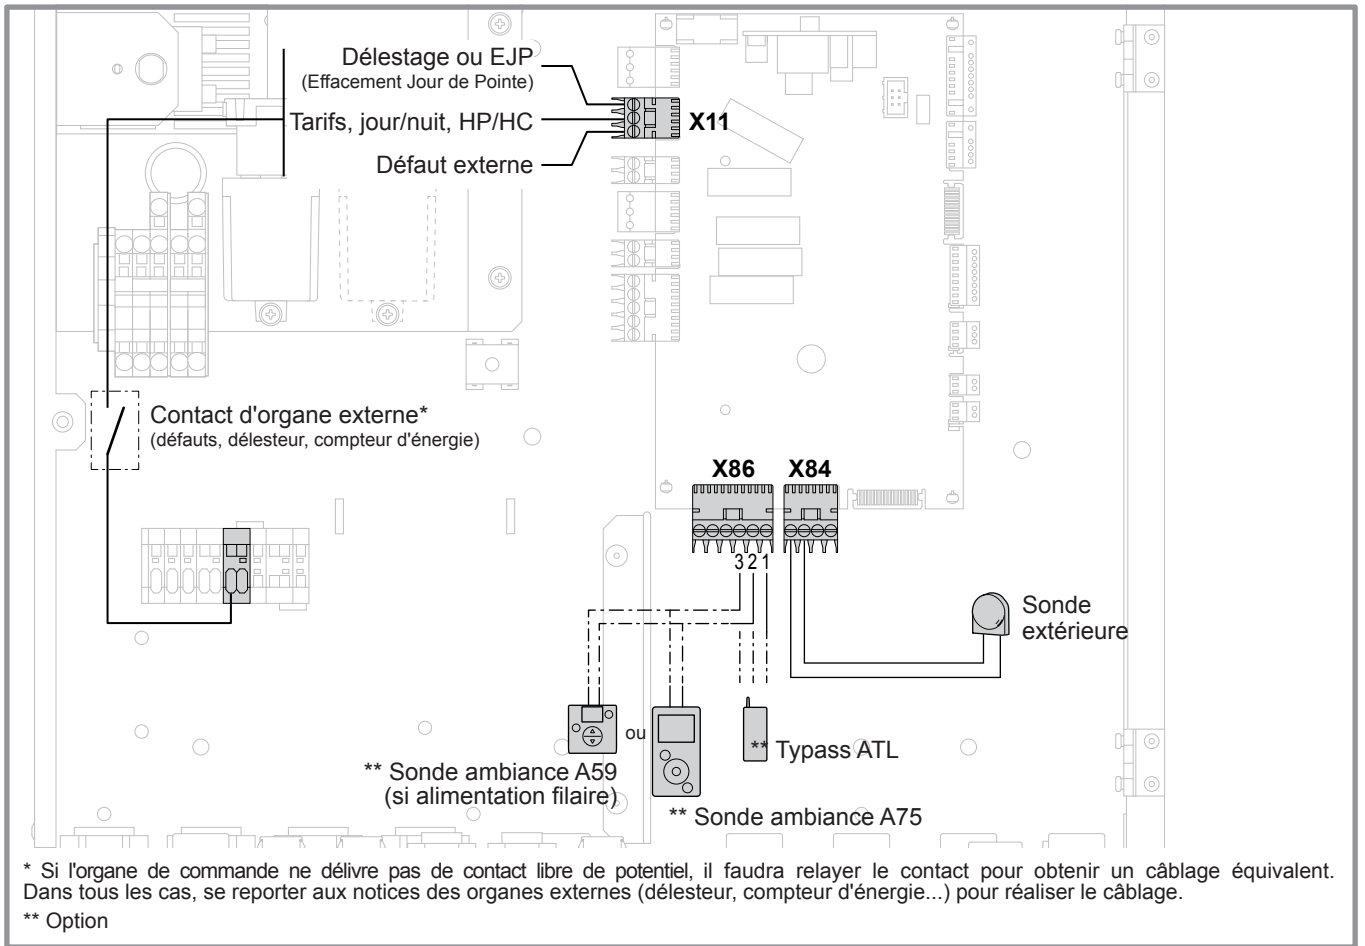 Délestage ou EJP
(Effacement Jour de Pointe)
Tarifs, jour/nuit, HP/HC
X11
Défaut externe
Contact d'organe externe*
(défauts, délesteur, compteur d'énergie)
X86
X84
3 2 1
Sonde
extérieure
ou
** Typass ATL
** Sonde ambiance A59
(si alimentation filaire)
** Sonde ambiance A75
* Si l'organe de commande ne délivre pas de contact libre de potentiel, il faudra relayer le contact pour obtenir un câblage équivalent.
Dans tous les cas, se reporter aux notices des organes externes (délesteur, compteur d'énergie...) pour réaliser le câblage.
** Option